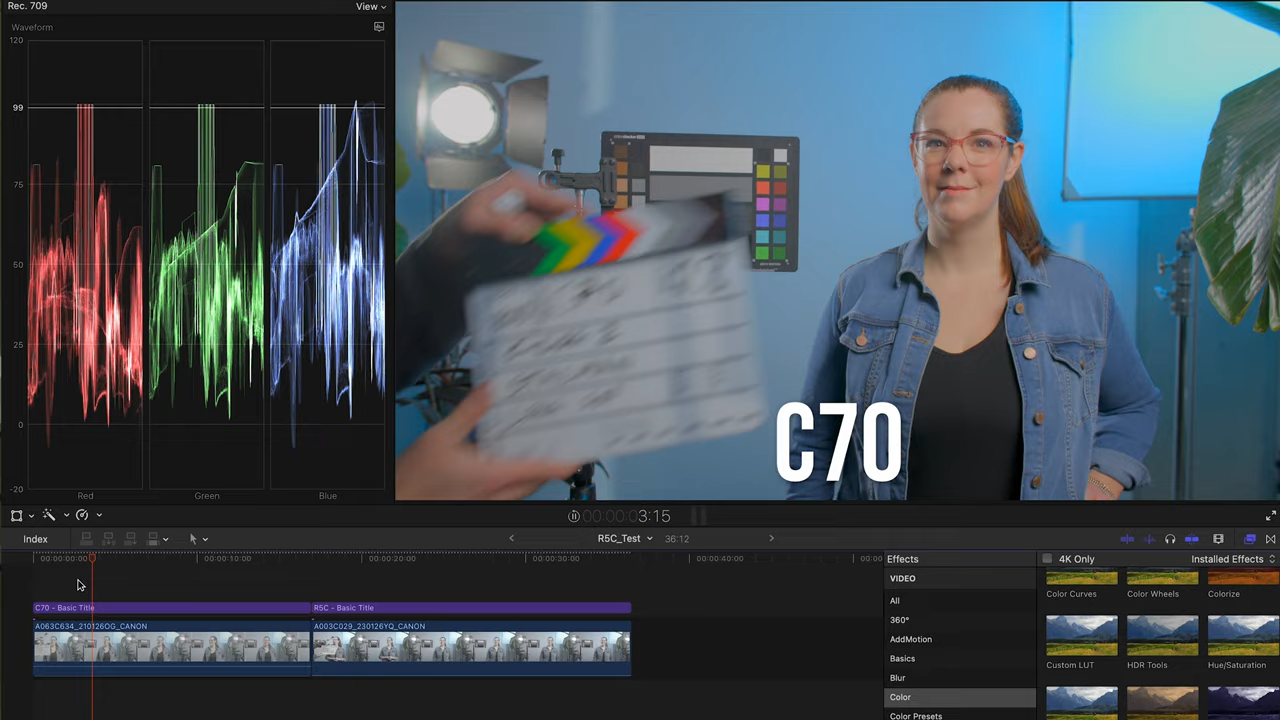 Rec. 709
View
Waveform
120
99
75
50
25
0
-20
Red
Green
Blue
C70
00:00:00:03:15
Index
R5C_Test
36:12
00:00:00:00
00:00:10:00
00:00:20:00
00:00:30:00
00:00:40:00
00:00
C70 - Basic Title
R5C - Basic Title
A063C634_210126OG_CANON
A003C029_230126YQ_CANON
Effects
4K Only
Installed Effects
VIDEO
All
360°
AddMotion
Basics
Blur
Color
Color Presets
Color Curves
Color Wheels
Colorize
Custom LUT
HDR Tools
Hue/Saturation